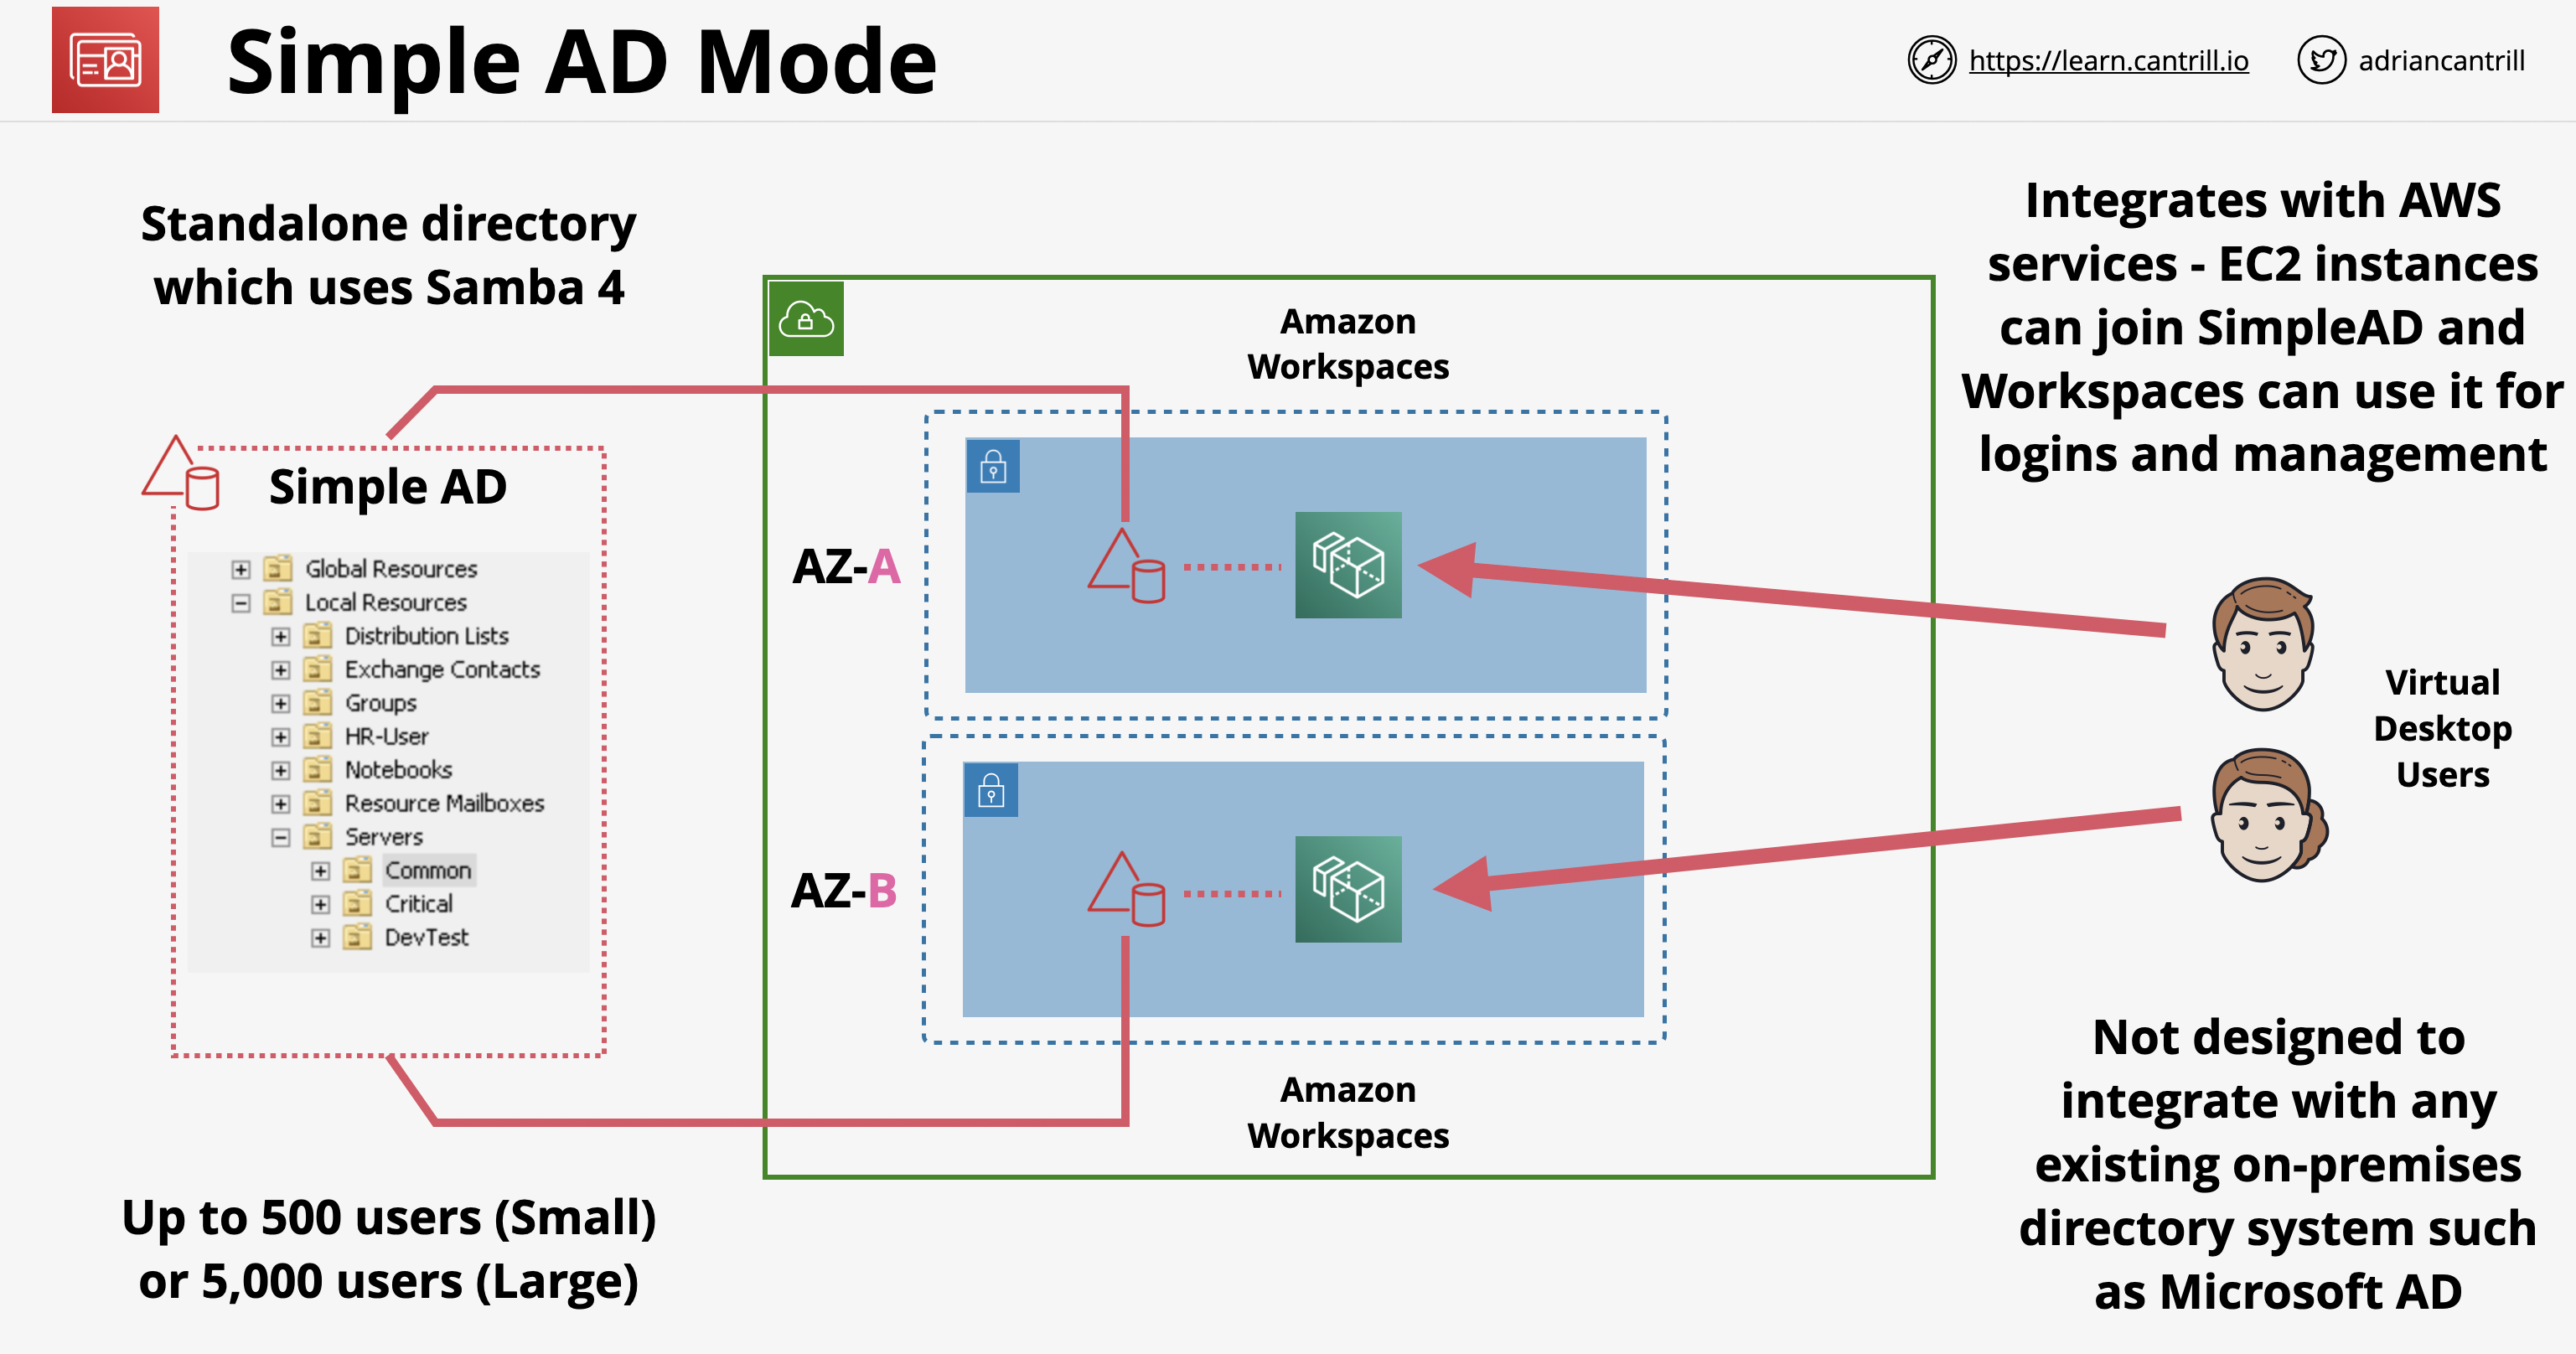 Simple AD Mode
https://learn.cantrill.io
adriancantrill
Standalone directory
which uses Samba 4
Simple AD
Global Resources
Local Resources
Distribution Lists
Exchange Contacts
Groups
HR-User
Notebooks
Resource Mailboxes
Servers
Common
Critical
DevTest
Up to 500 users (Small)
or 5,000 users (Large)
Amazon
Workspaces
AZ-A
AZ-B
Amazon
Workspaces
Integrates with AWS
services - EC2 instances
can join SimpleAD and
Workspaces can use it for
logins and management
Virtual
Desktop
Users
Not designed to
integrate with any
existing on-premises
directory system such
as Microsoft AD